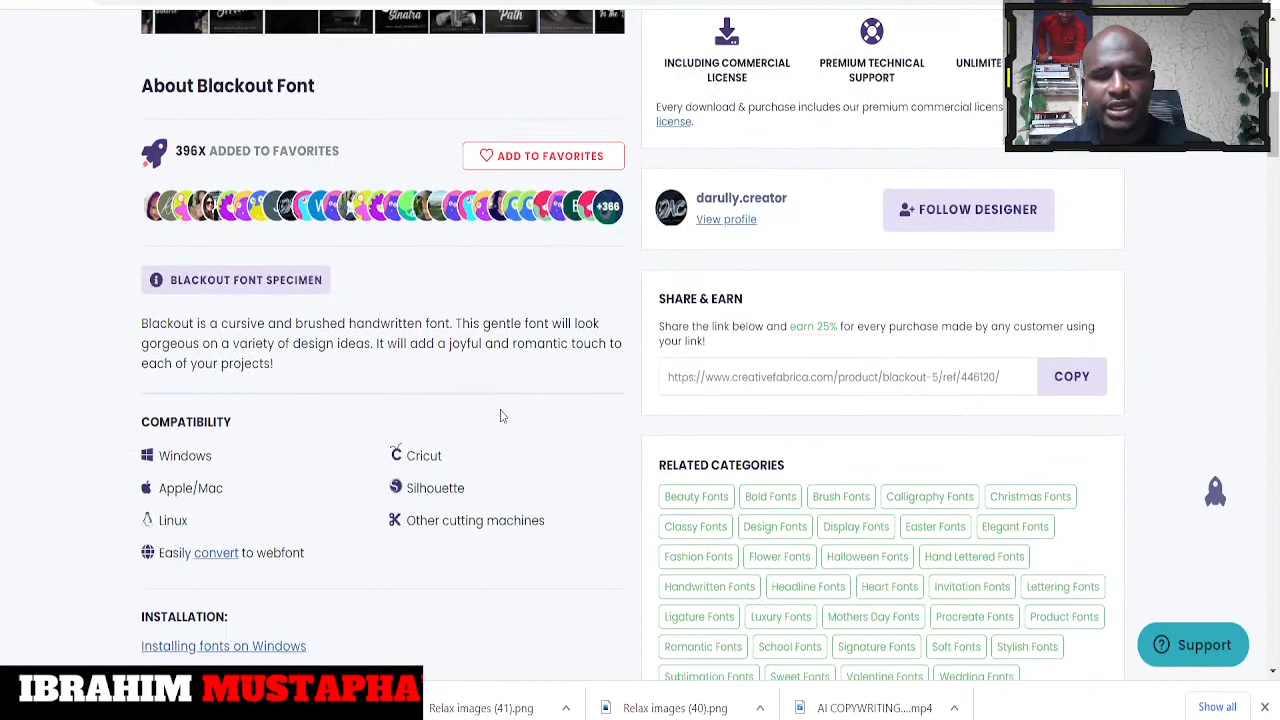 Sinatra
Path
In the
About Blackout Font
396X ADDED TO FAVORITES
ADD TO FAVORITES
+366
BLACKOUT FONT SPECIMEN
Blackout is a cursive and brushed handwritten font. This gentle font will look
gorgeous on a variety of design ideas. It will add a joyful and romantic touch to
each of your projects!
COMPATIBILITY
Windows
Cricut
Apple/Mac
Silhouette
Linux
Other cutting machines
Easily convert to webfont
INSTALLATION:
Installing fonts on Windows
INCLUDING COMMERCIAL
LICENSE
PREMIUM TECHNICAL
SUPPORT
UNLIMITE
Every download & purchase includes our premium commercial licens
license.
darully.creator
View profile
FOLLOW DESIGNER
SHARE & EARN
Share the link below and earn 25% for every purchase made by any customer using
your link!
https://www.creativefabrica.com/product/blackout-5/ref/446120/
COPY
RELATED CATEGORIES
Beauty Fonts Bold Fonts Brush Fonts Calligraphy Fonts Christmas Fonts
Classy Fonts Design Fonts Display Fonts Easter Fonts Elegant Fonts
Fashion Fonts Flower Fonts Halloween Fonts Hand Lettered Fonts
Handwritten Fonts Headline Fonts Heart Fonts Invitation Fonts Lettering Fonts
Ligature Fonts Luxury Fonts Mothers Day Fonts Procreate Fonts Product Fonts
Romantic Fonts School Fonts Signature Fonts Soft Fonts Stylish Fonts
Sublimation Fonts Sweet Fonts Valentine Fonts Wedding Fonts
Support
IBRAHIM MUSTAPHA
Relax images (41).png
Relax images (40).png
AI COPYWRITING....mp4
Show all